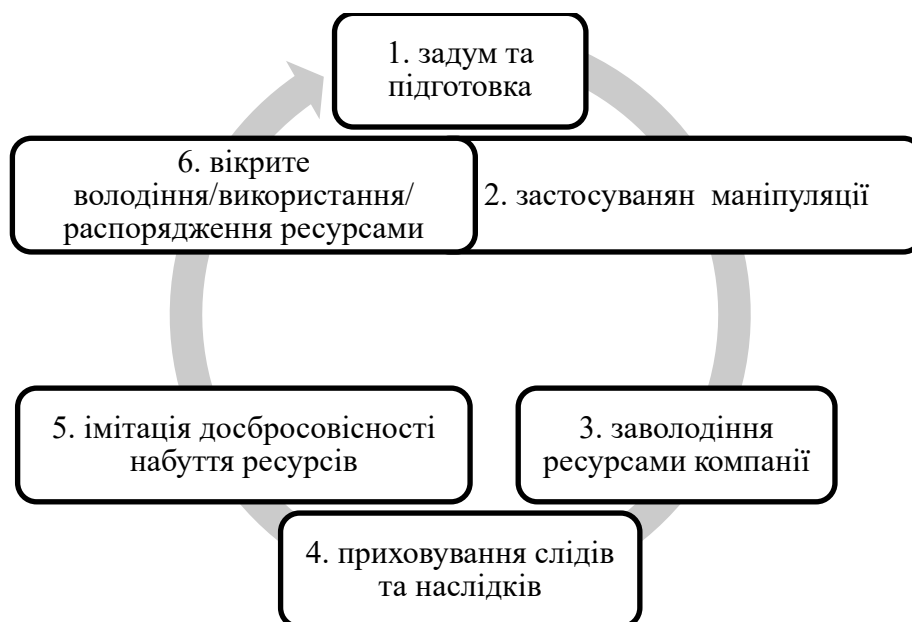 1. задум та
підготовка
2. застосуванян маніпуляції
3. заволодіння
ресурсами компанії
4. приховування слідів
та наслідків
5. імітація досбросовісності
набуття ресурсів
6. вікрите
володіння/використання/
распорядження ресурсами